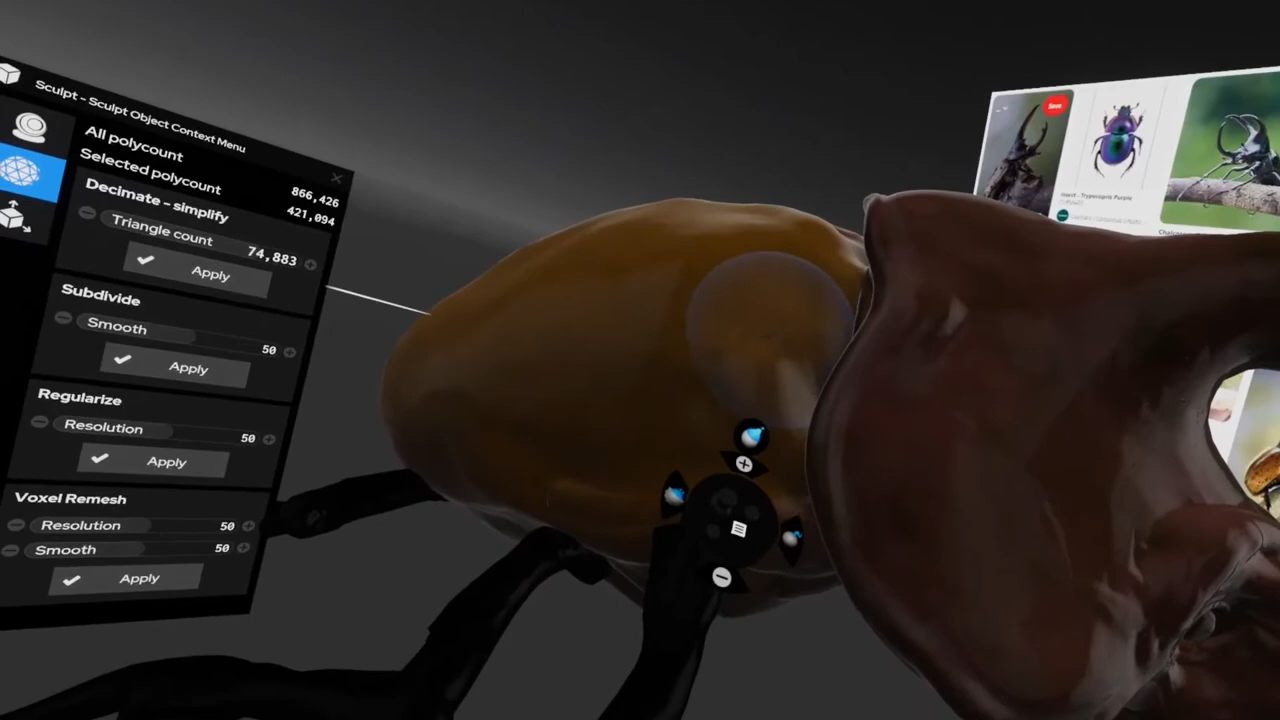 Sculpt - Sculpt Object Context Menu
All polycount 866,426
Selected polycount 421,094
Decimate - simplify
Triangle count 74,883
Apply
Subdivide
Smooth 50
Apply
Regularize
Resolution 50
Apply
Voxel Remesh
Resolution 50
Smooth 50
Apply
Save